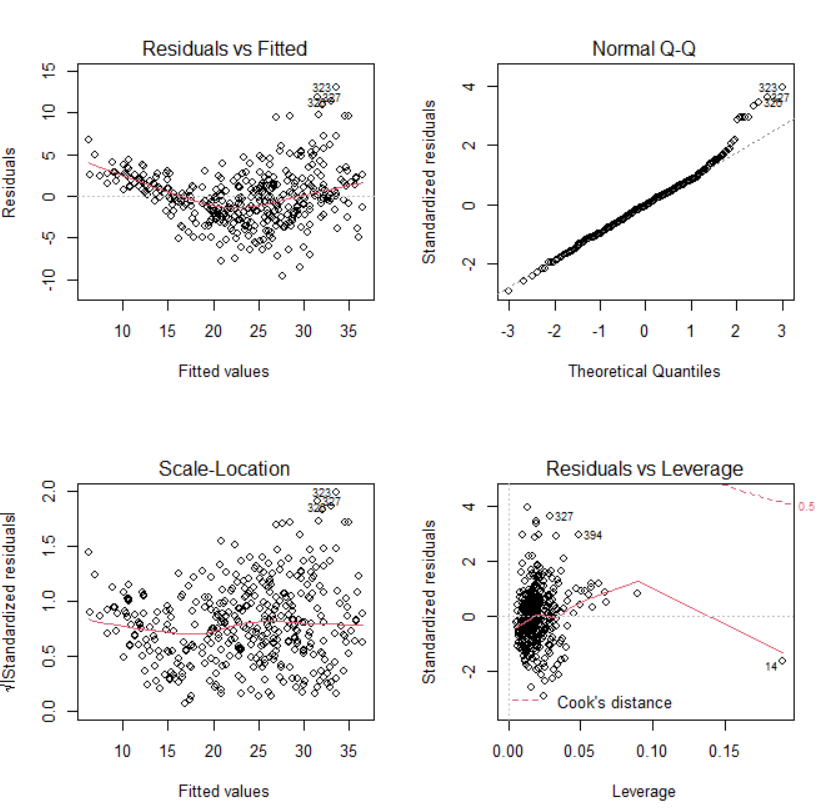 Residuals vs Fitted
Residuals
15
10
5
0
-5
-10
323
327
10 15 20 25 30 35
Fitted values
Normal Q-Q
Standardized residuals
4
2
0
-2
323
327
-3 -2 -1 0 1 2 3
Theoretical Quantiles
Scale-Location
√|Standardized residuals|
2.0
1.5
1.0
0.5
0.0
323
327
10 15 20 25 30 35
Fitted values
Residuals vs Leverage
Standardized residuals
4
2
0
-2
327
394
14
0.5
Cook's distance
0.00 0.05 0.10 0.15
Leverage